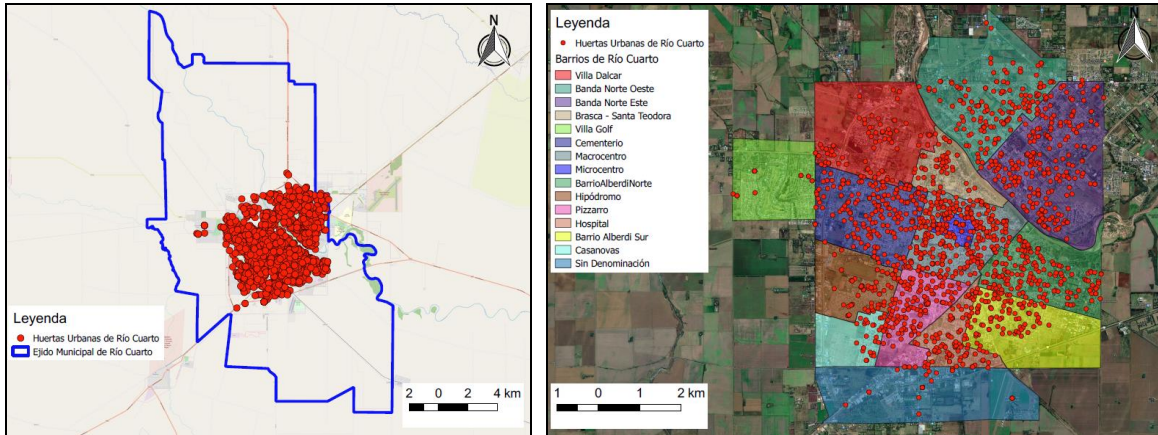 N
Leyenda
Huertas Urbanas de Río Cuarto
Ejido Municipal de Río Cuarto
2 0 2 4 km
Leyenda
Huertas Urbanas de Río Cuarto
Barrios de Río Cuarto
Villa Dalcar
Banda Norte Oeste
Banda Norte Este
Brasca - Santa Teodora
Villa Golf
Cementerio
Macrocentro
Microcentro
BarrioAlberdiNorte
Hipódromo
Pizzarro
Hospital
Barrio Alberdi Sur
Casanovas
Sin Denominación
N
1 0 1 2 km